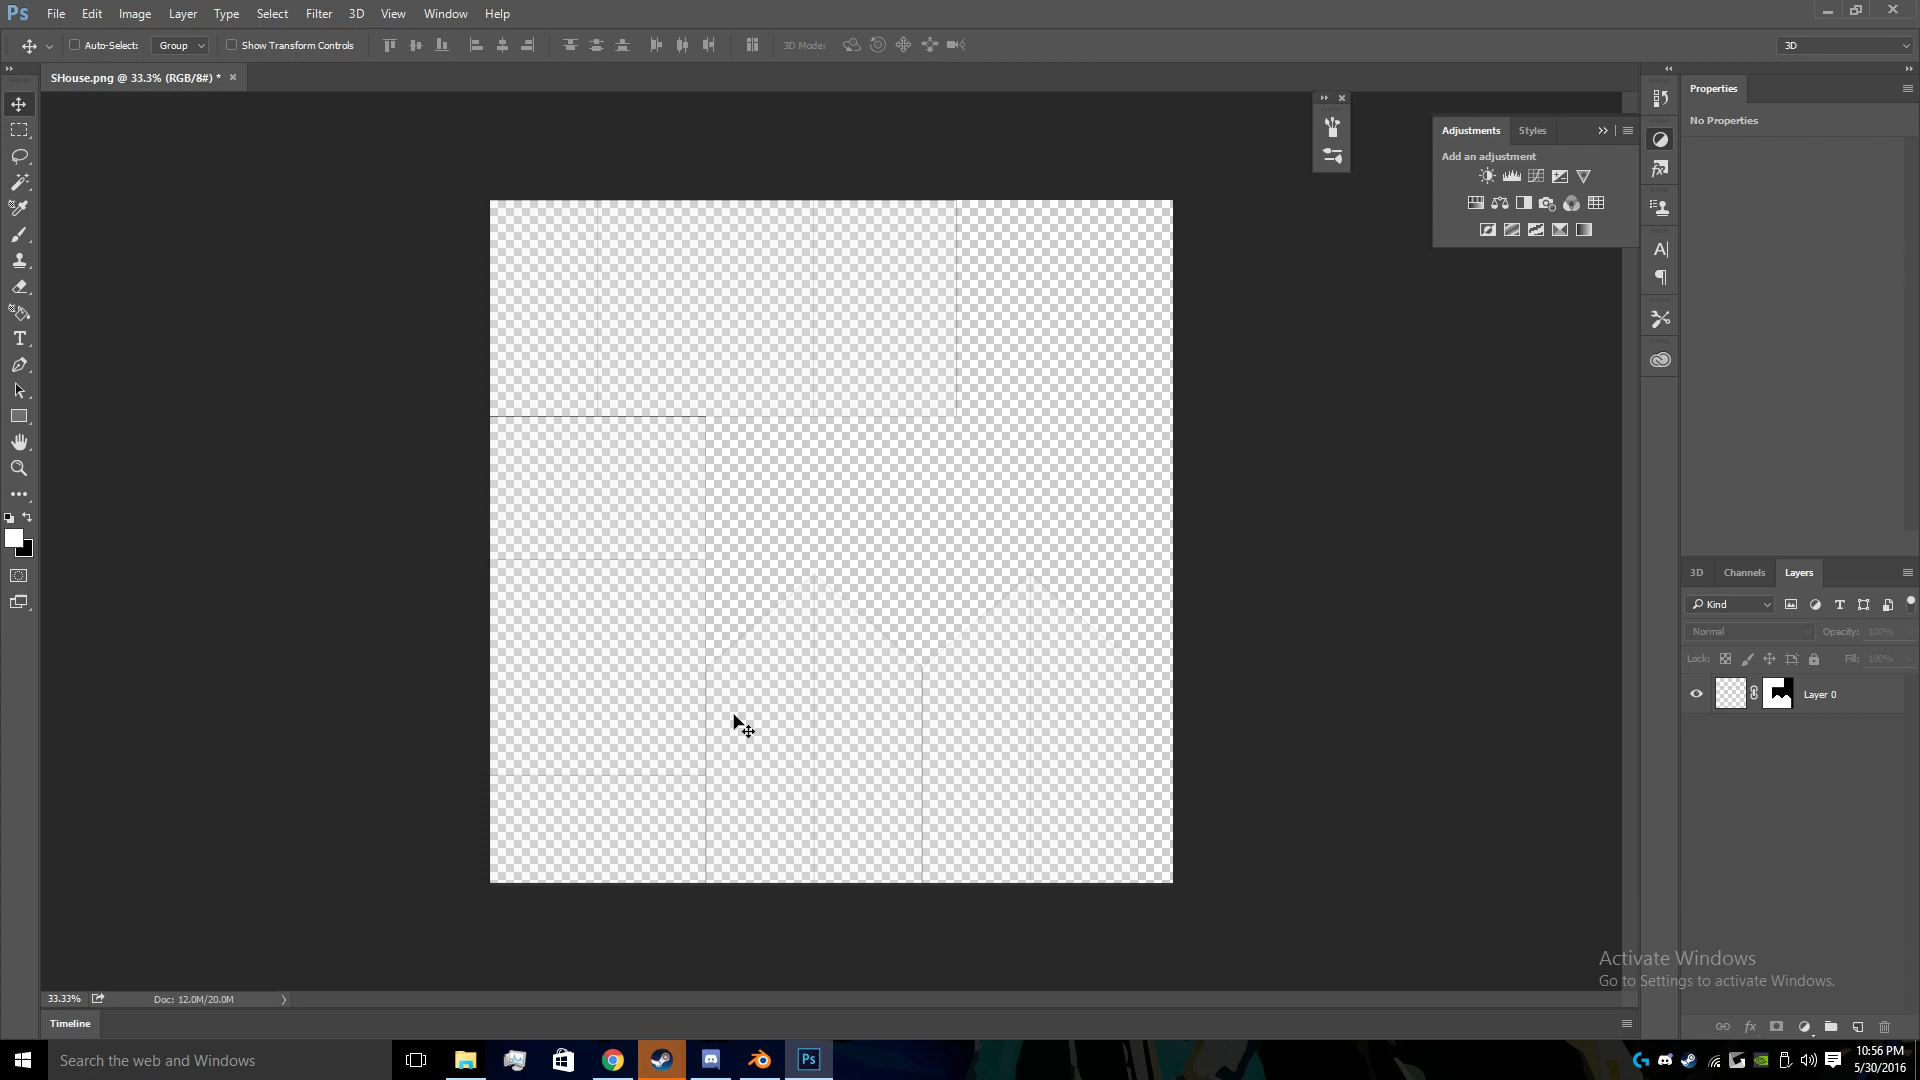 Ps File Edit Image Layer Type Select Filter 3D View Window Help
Auto-Select: Group Show Transform Controls 3D Mode: 3D
SHouse.png @ 33.3% (RGB/8#) * ×
Properties
No Properties
Adjustments Styles
Add an adjustment
3D Channels Layers
Kind
Normal Opacity: 100%
Lock: Fill: 100%
Layer 0
Activate Windows
Go to Settings to activate Windows.
33.33% Doc: 12.0M/20.0M
Timeline
Search the web and Windows
Ps
10:56 PM
5/30/2016